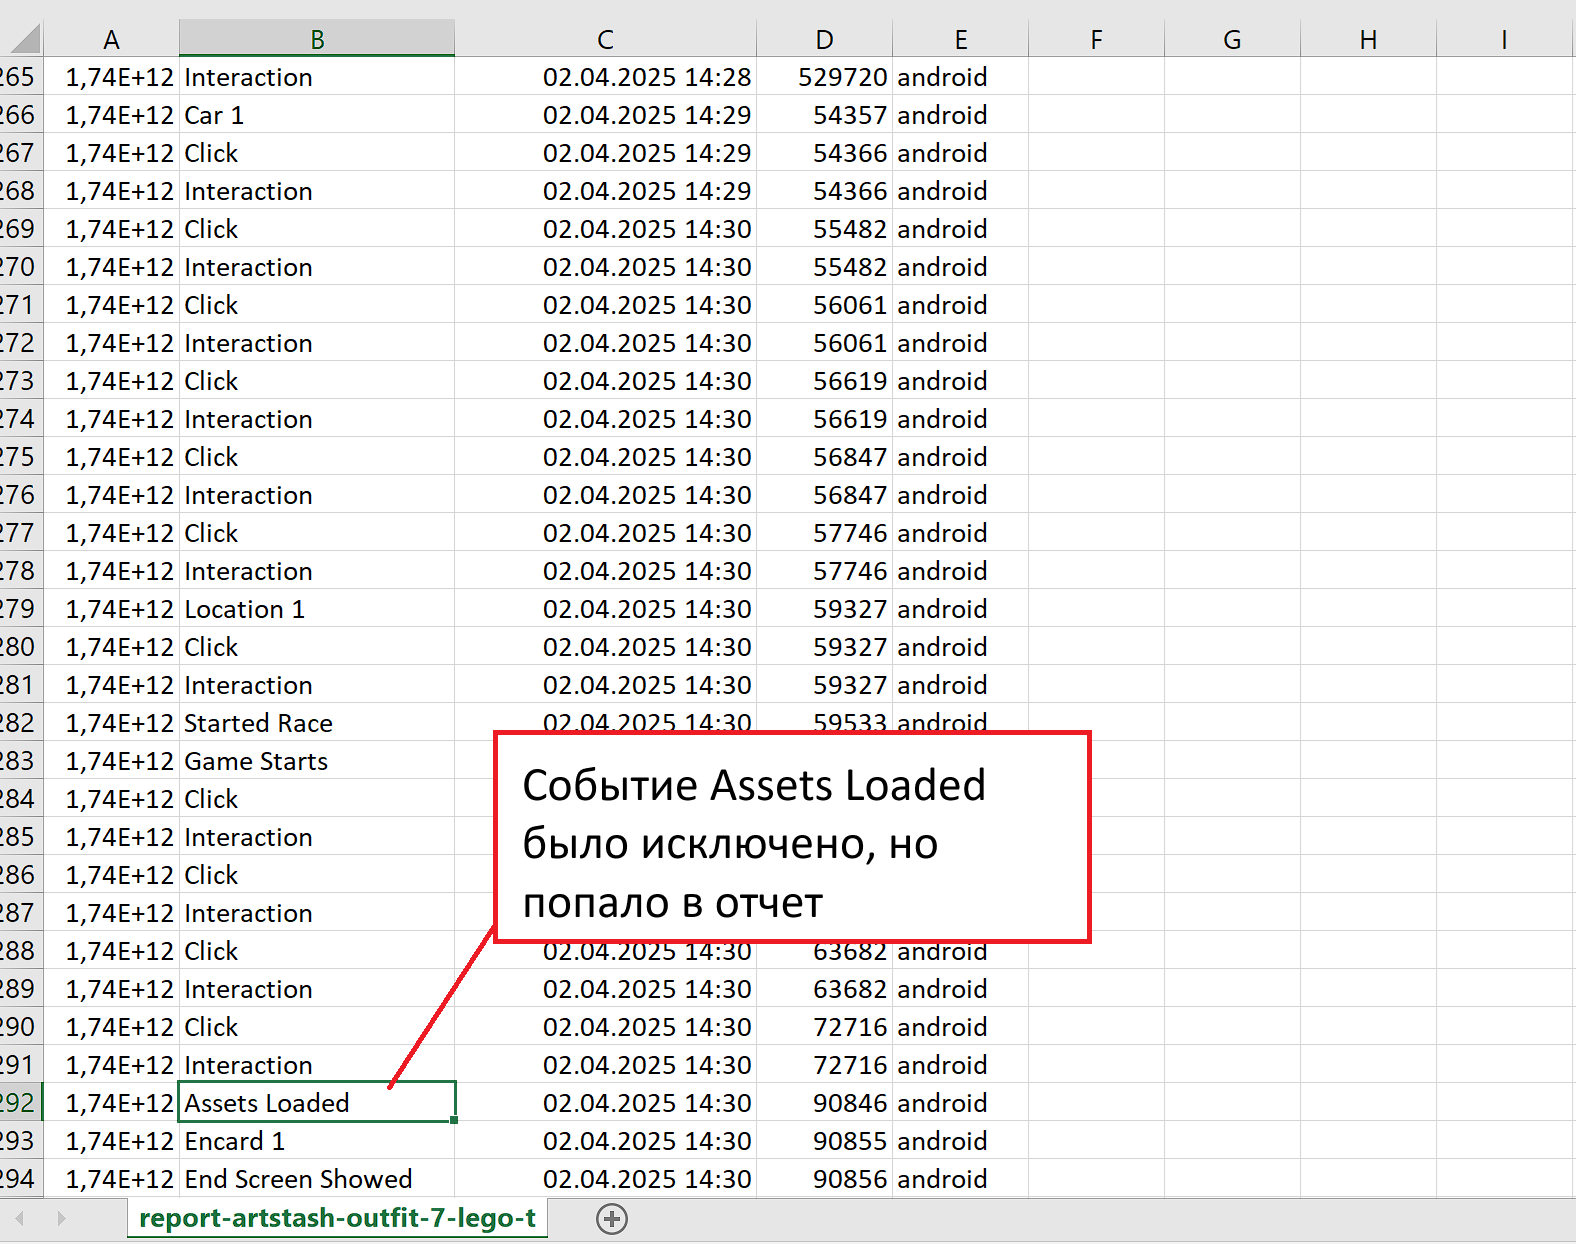 A B C D E F G H I
265 1,74E+12 Interaction 02.04.2025 14:28 529720 android
266 1,74E+12 Car 1 02.04.2025 14:29 54357 android
267 1,74E+12 Click 02.04.2025 14:29 54366 android
268 1,74E+12 Interaction 02.04.2025 14:29 54366 android
269 1,74E+12 Click 02.04.2025 14:30 55482 android
270 1,74E+12 Interaction 02.04.2025 14:30 55482 android
271 1,74E+12 Click 02.04.2025 14:30 56061 android
272 1,74E+12 Interaction 02.04.2025 14:30 56061 android
273 1,74E+12 Click 02.04.2025 14:30 56619 android
274 1,74E+12 Interaction 02.04.2025 14:30 56619 android
275 1,74E+12 Click 02.04.2025 14:30 56847 android
276 1,74E+12 Interaction 02.04.2025 14:30 56847 android
277 1,74E+12 Click 02.04.2025 14:30 57746 android
278 1,74E+12 Interaction 02.04.2025 14:30 57746 android
279 1,74E+12 Location 1 02.04.2025 14:30 59327 android
280 1,74E+12 Click 02.04.2025 14:30 59327 android
281 1,74E+12 Interaction 02.04.2025 14:30 59327 android
282 1,74E+12 Started Race 02.04.2025 14:30 59533 android
283 1,74E+12 Game Starts
284 1,74E+12 Click
285 1,74E+12 Interaction
286 1,74E+12 Click
287 1,74E+12 Interaction
Событие Assets Loaded
было исключено, но
попало в отчет
288 1,74E+12 Click 02.04.2025 14:30 63682 android
289 1,74E+12 Interaction 02.04.2025 14:30 63682 android
290 1,74E+12 Click 02.04.2025 14:30 72716 android
291 1,74E+12 Interaction 02.04.2025 14:30 72716 android
292 1,74E+12 Assets Loaded 02.04.2025 14:30 90846 android
293 1,74E+12 Encard 1 02.04.2025 14:30 90855 android
294 1,74E+12 End Screen Showed 02.04.2025 14:30 90856 android
report-artstash-outfit-7-lego-t